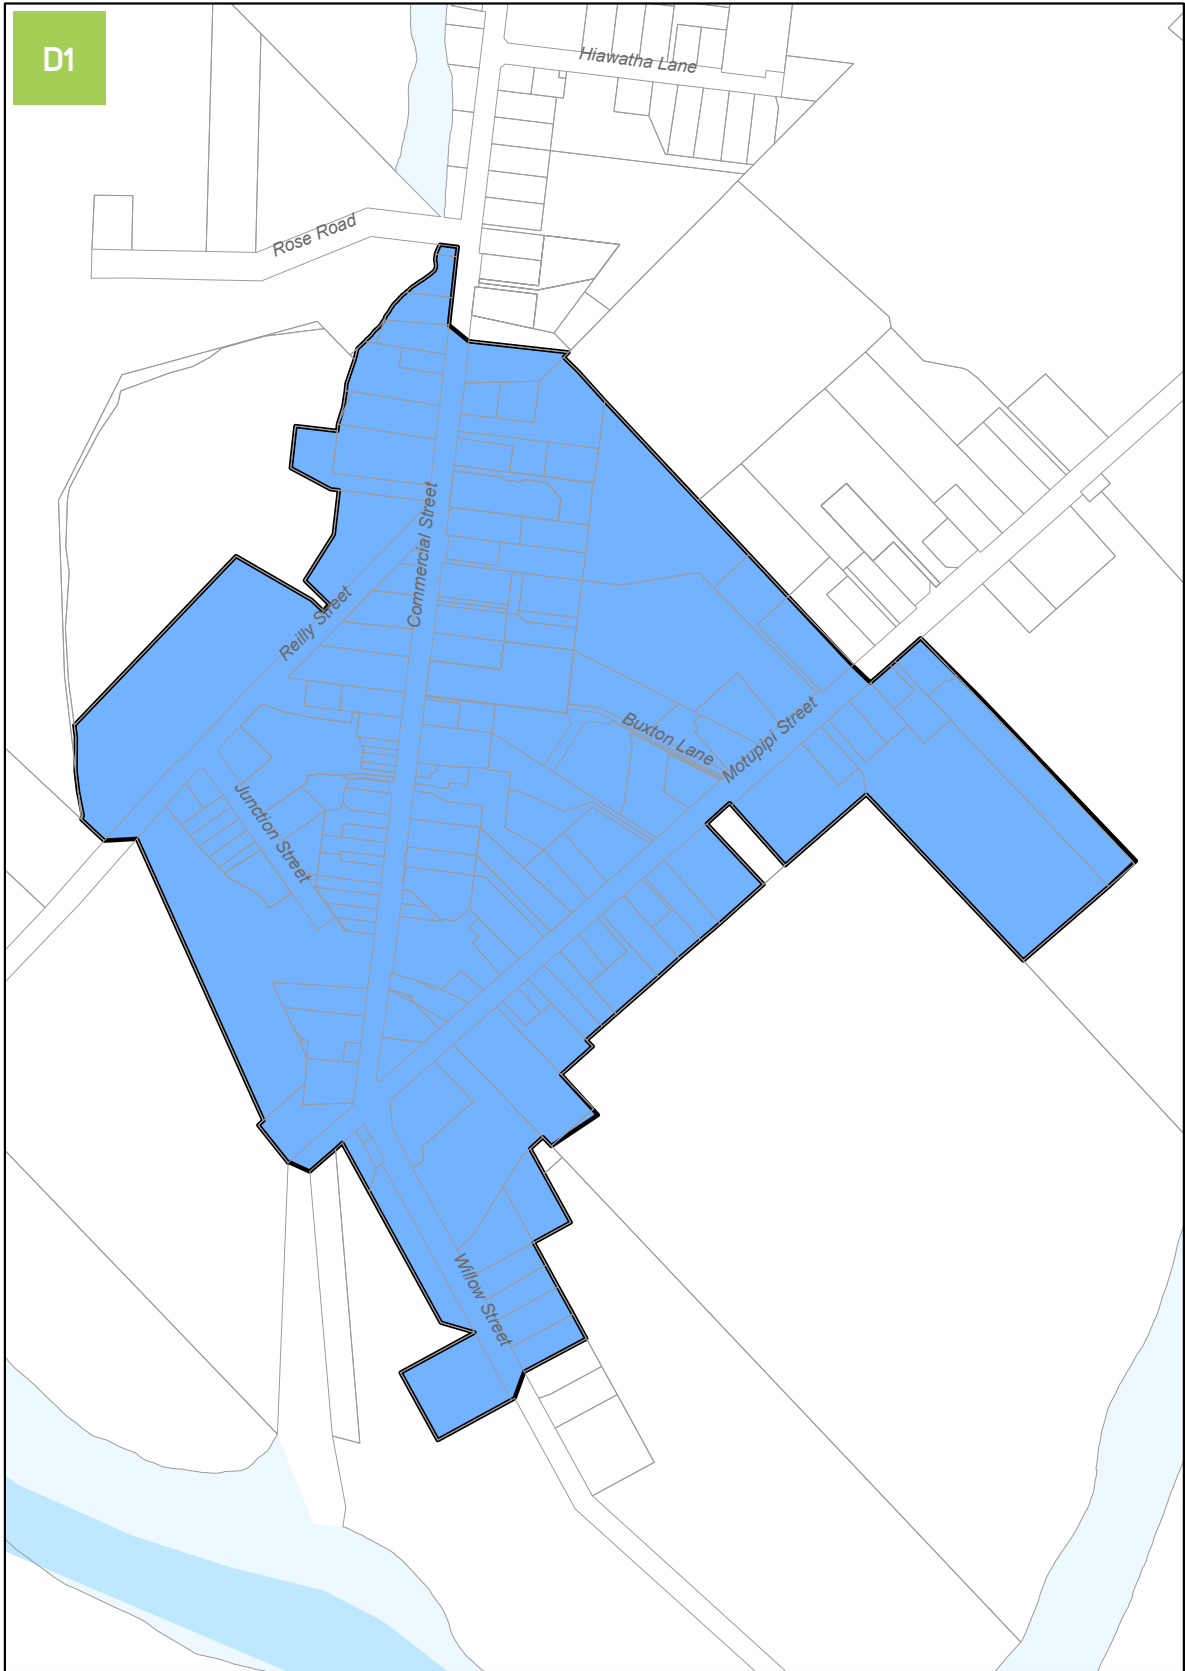 D1
Hiawatha Lane
Rose Road
Commercial Street
Reilly Street
Buxton Lane
Motupipi Street
Junction Street
Willow Street